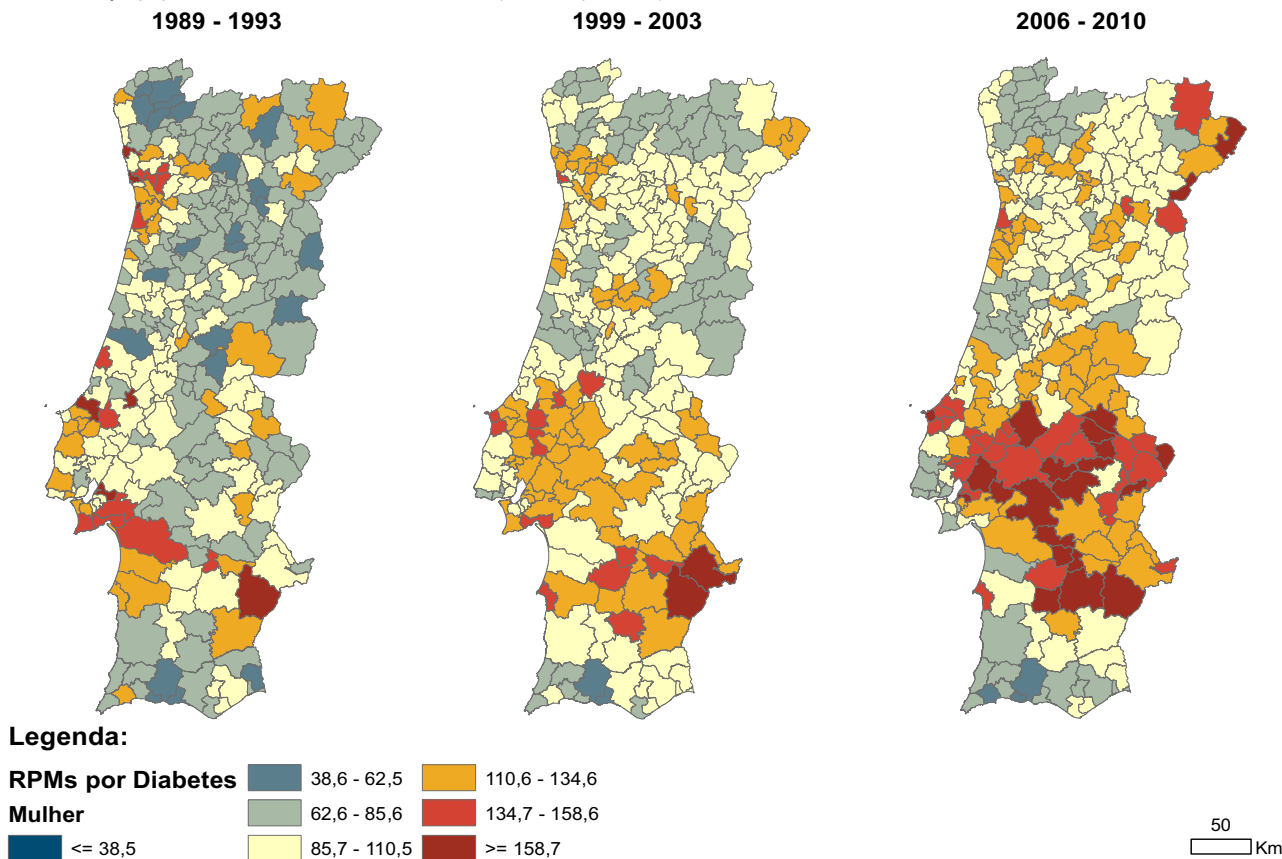 1989 - 1993
1999 - 2003
2006 - 2010
Legenda:
RPMs por Diabetes
Mulher
<= 38,5
38,6 - 62,5
62,6 - 85,6
85,7 - 110,5
110,6 - 134,6
134,7 - 158,6
>= 158,7
50
Km